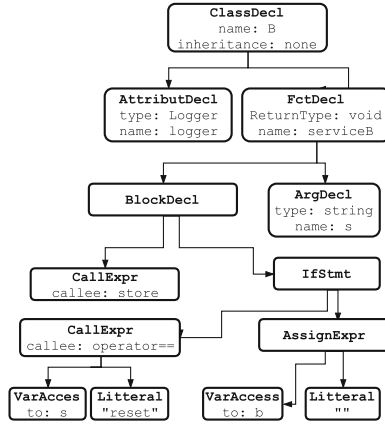 ClassDecl
name: B
inheritance: none
AttributDecl
type: Logger
name: logger
FctDecl
ReturnType: void
name: serviceB
BlockDecl
ArgDecl
type: string
name: s
CallExpr
callee: store
IfStmt
CallExpr
callee: operator==
AssignExpr
VarAcces
to: s
Litteral
"reset"
VarAccess
to: b
Litteral
""